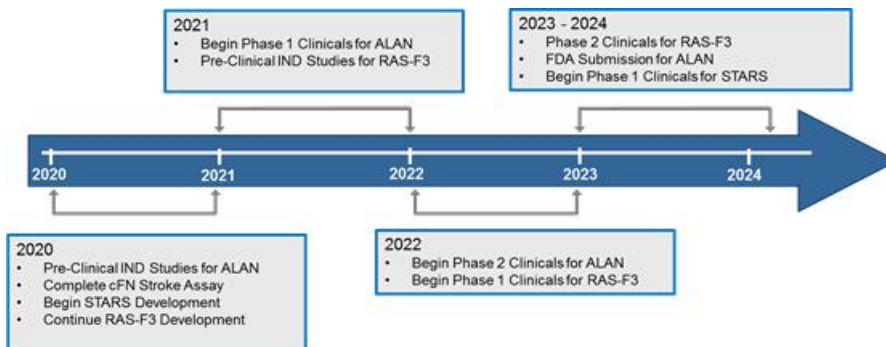 2021
• Begin Phase 1 Clinicals for ALAN
• Pre-Clinical IND Studies for RAS-F3
2023 - 2024
• Phase 2 Clinicals for RAS-F3
• FDA Submission for ALAN
• Begin Phase 1 Clinicals for STARS
2020 2021 2022 2023 2024
2020
• Pre-Clinical IND Studies for ALAN
• Complete cFN Stroke Assay
• Begin STARS Development
• Continue RAS-F3 Development
2022
• Begin Phase 2 Clinicals for ALAN
• Begin Phase 1 Clinicals for RAS-F3